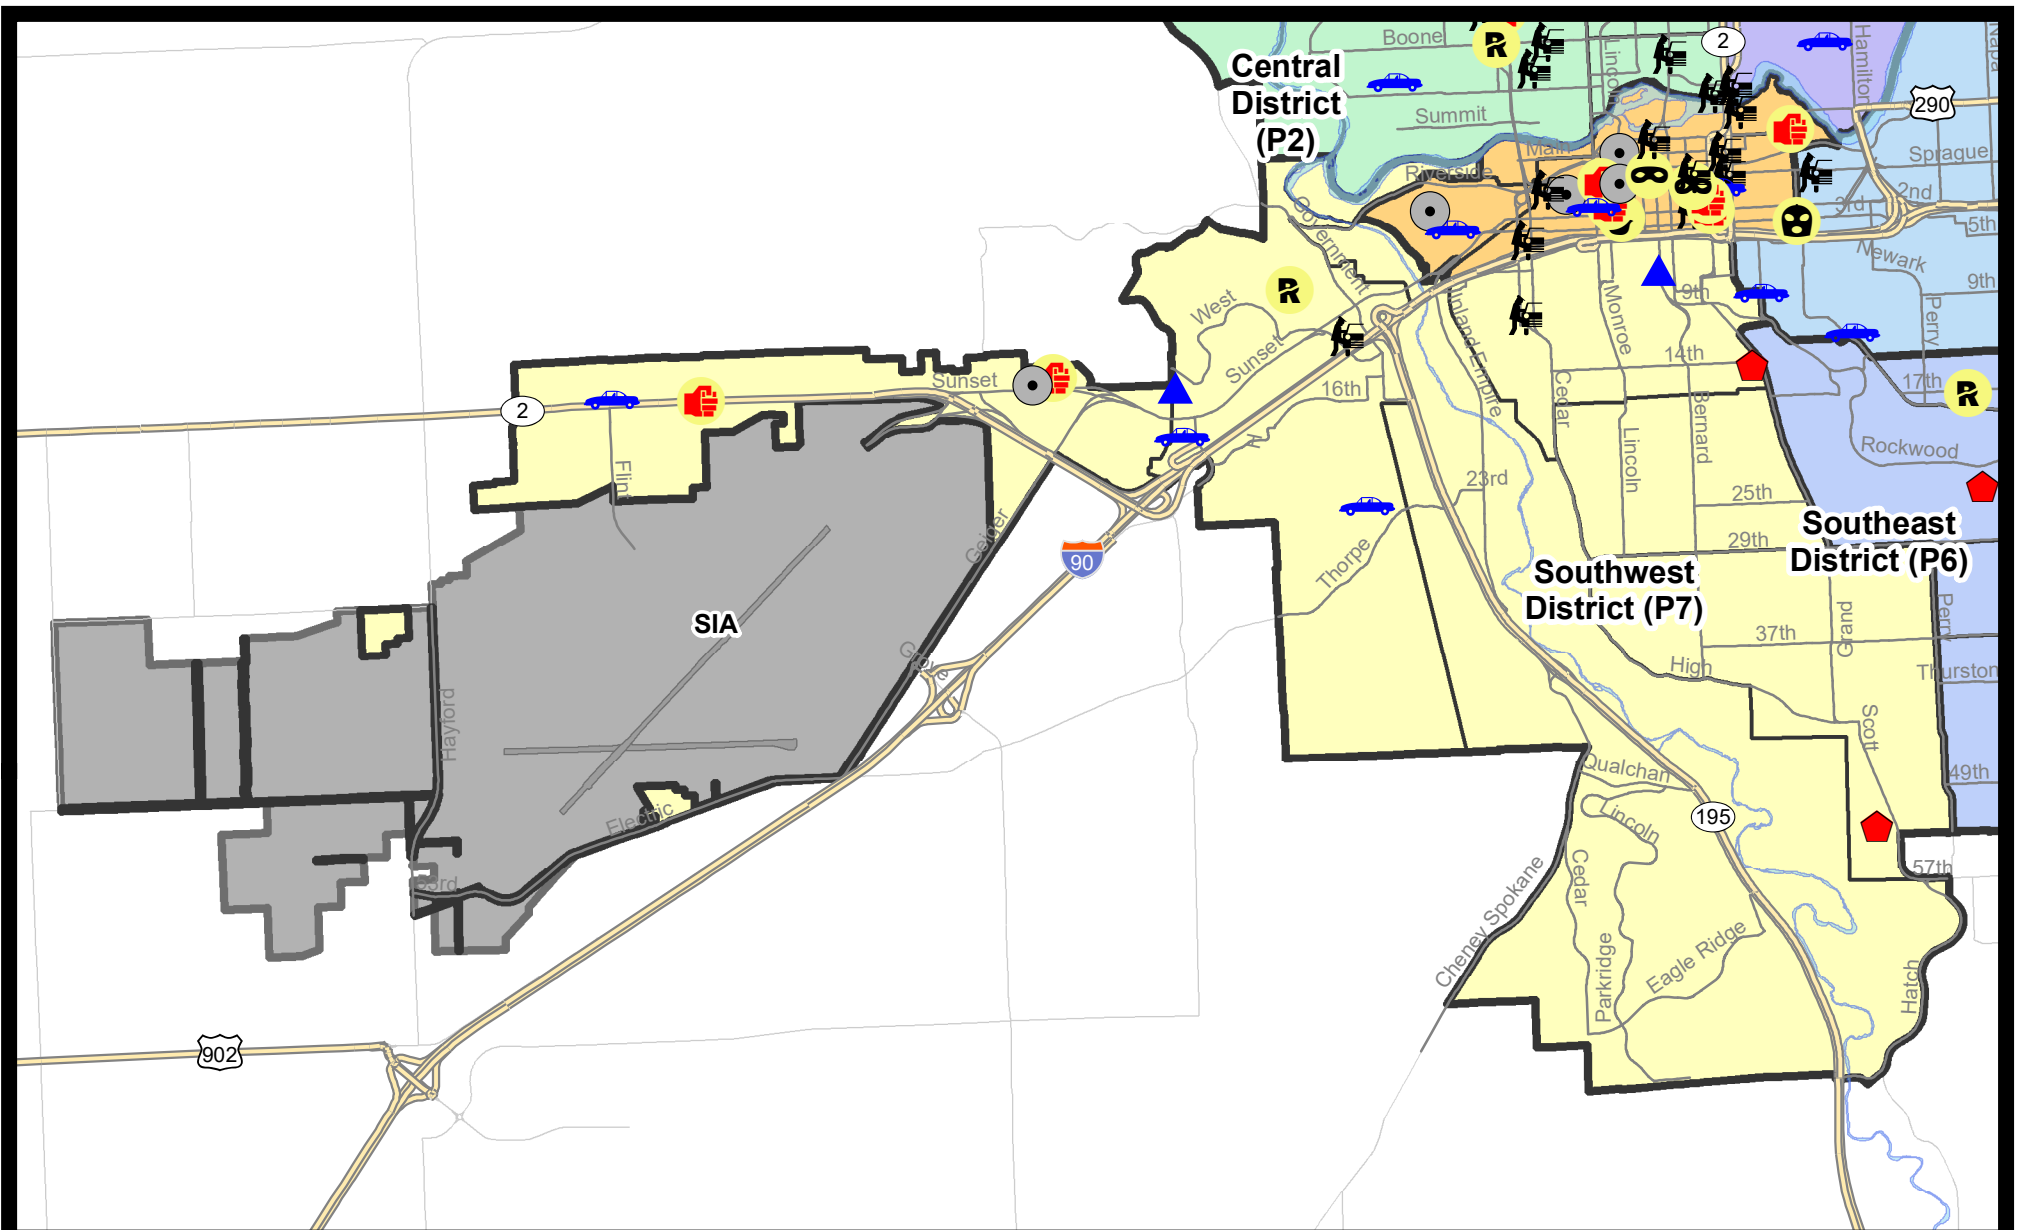 Boone
Lincoln
2
Hamilton
Napa
Central
District
(P2)
290
Summit
Main
Sprague
Riverside
2nd
3rd
5th
Government
Newark
9th
9th
West
Inland Empire
Monroe
Perry
Sunset
14th
Sunset
16th
Cedar
17th
2
Bernard
Lincoln
Rockwood
Flint
23rd
25th
Southeast
District (P6)
Geiger
29th
90
Thorpe
Southwest
District (P7)
SIA
Perry
Grand
37th
Grove
High
Thurston
Hayford
Scott
Qualchan
49th
Electric
Lincoln
195
Cedar
57th
53rd
Cheney Spokane
Parkridge
Eagle Ridge
Hatch
902